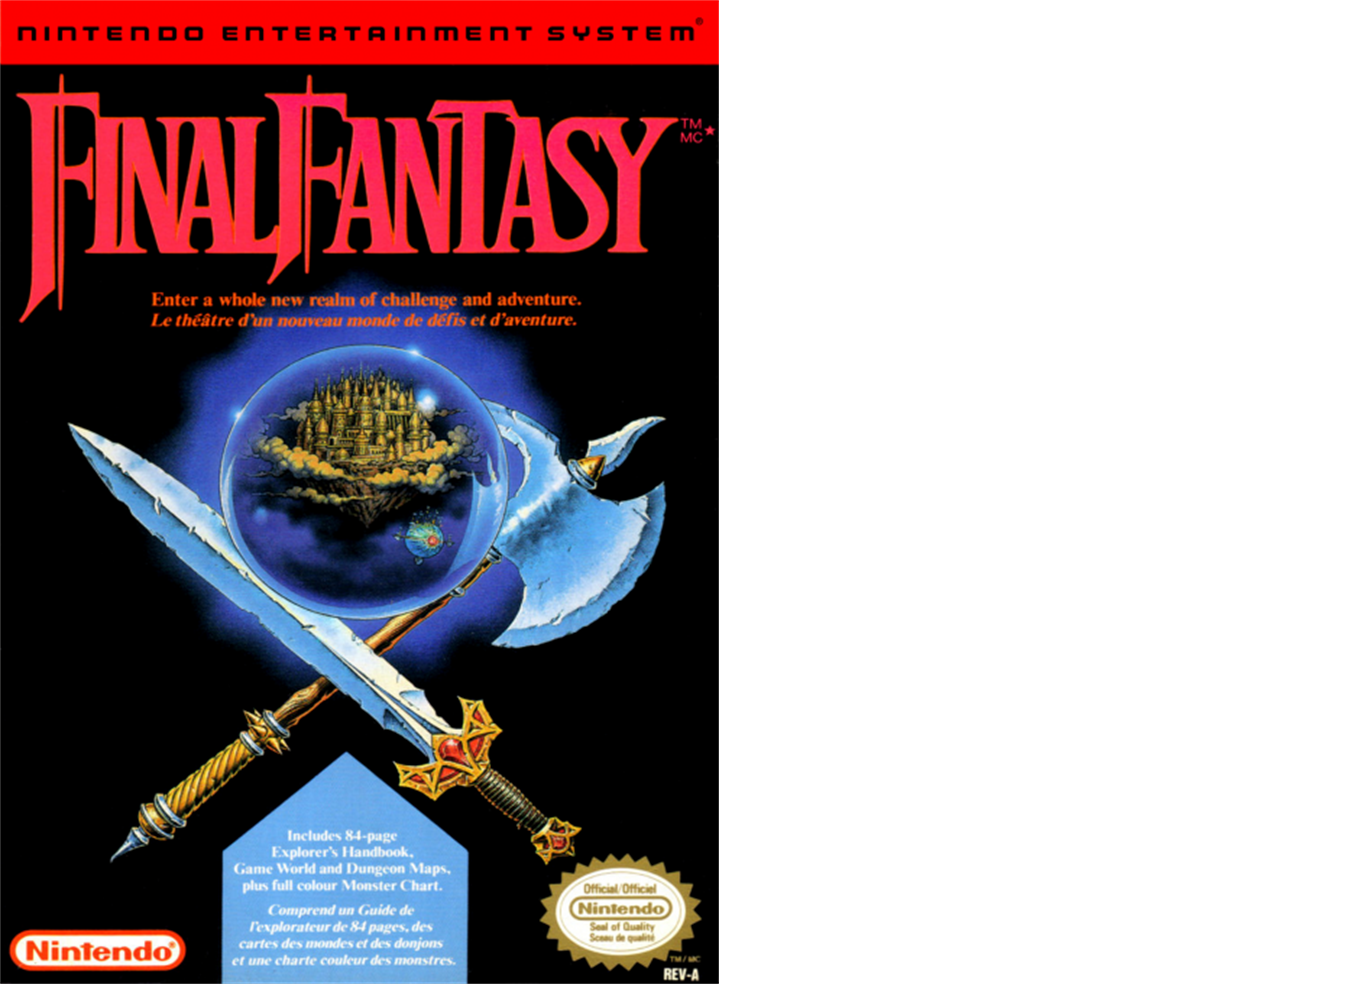 NINTENDO ENTERTAINMENT SYSTEM®
FINAL FANTASY
TM
MC★
Enter a whole new realm of challenge and adventure.
Le théâtre d'un nouveau monde de défis et d'aventure.
Includes 84-page
Explorer's Handbook,
Game World and Dungeon Maps,
plus full colour Monster Chart.
Comprend un Guide de
l'explorateur de 84 pages, des
cartes des mondes et des donjons
et une charte couleur des monstres.
Nintendo®
Official/Officiel
Nintendo
Seal of Quality
Sceau de qualité
TM/MC
REV-A